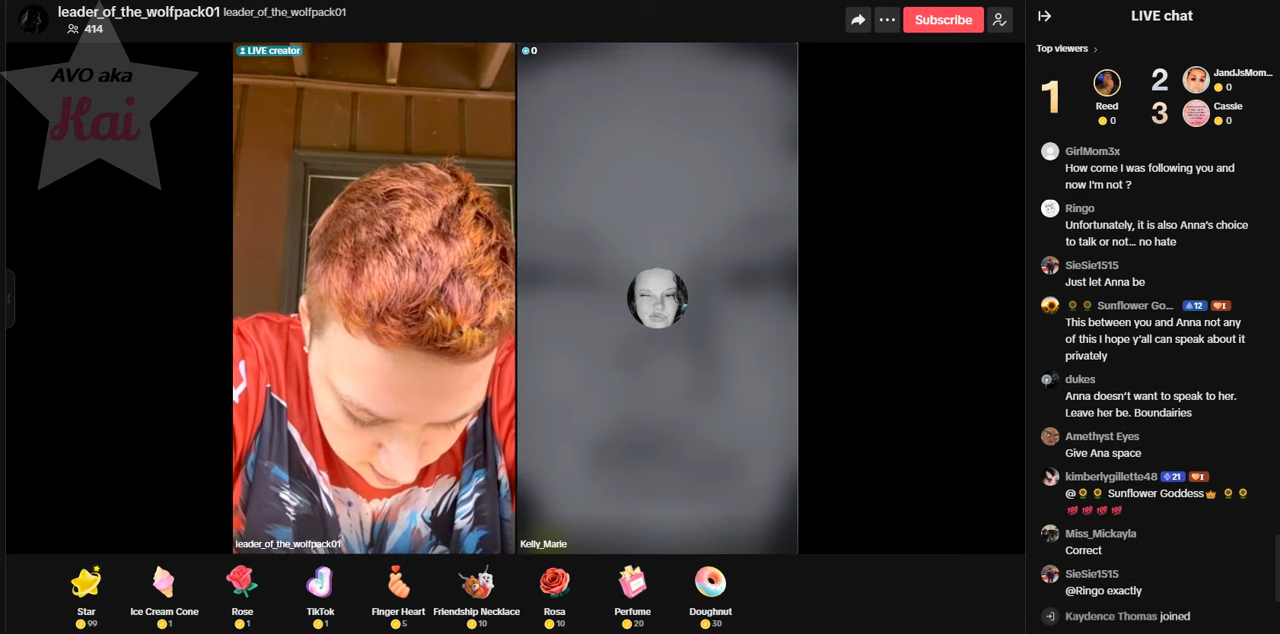 leader_of_the_wolfpack01 leader_of_the_wolfpack01
414
Subscribe
AVO aka
Kai
LIVE creator
0
leader_of_the_wolfpack01
Kelly_Marie
Star
99
Ice Cream Cone
1
Rose
1
TikTok
1
Finger Heart
5
Friendship Necklace
10
Rosa
10
Perfume
20
Doughnut
30
LIVE chat
Top viewers
1
Reed
0
2
JandJsMom...
0
3
Cassie
0
GirlMom3x
How come I was following you and
now I'm not ?
Ringo
Unfortunately, it is also Anna's choice
to talk or not... no hate
SieSie1515
Just let Anna be
🌻 🌻 Sunflower Go... 12 I
This between you and Anna not any
of this I hope y'all can speak about it
privately
dukes
Anna doesn't want to speak to her.
Leave her be. Boundairies
Amethyst Eyes
Give Ana space
kimberlygillette48 21 I
@🌻 🌻 Sunflower Goddess👑 🌻 🌻
💯 💯 💯 💯
Miss_Mickayla
Correct
SieSie1515
@Ringo exactly
Kaydence Thomas joined